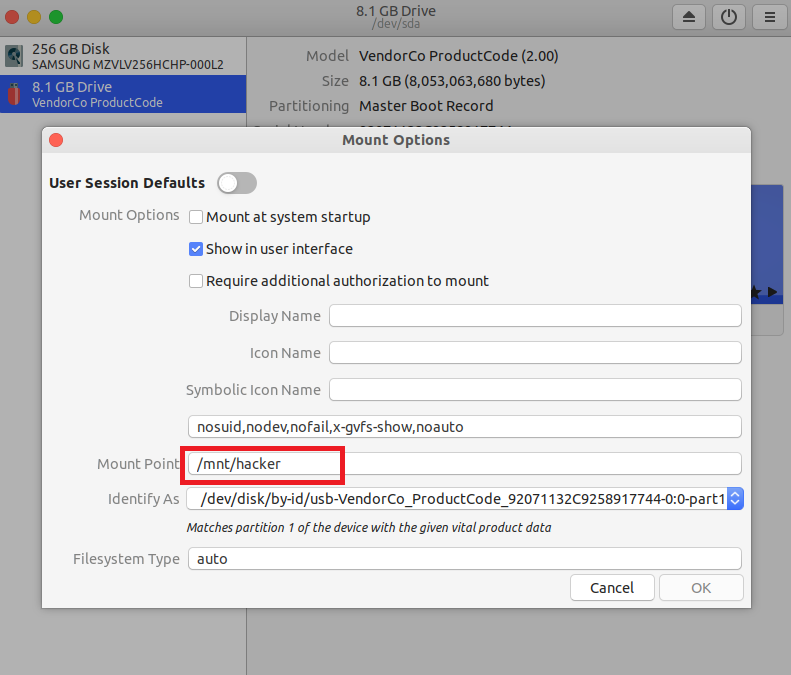 8.1 GB Drive
/dev/sda
256 GB Disk
SAMSUNG MZVLV256HCHP-000L2
8.1 GB Drive
VendorCo ProductCode
Model VendorCo ProductCode (2.00)
Size 8.1 GB (8,053,063,680 bytes)
Partitioning Master Boot Record
Mount Options
User Session Defaults
Mount Options Mount at system startup
Show in user interface
Require additional authorization to mount
Display Name
Icon Name
Symbolic Icon Name
nosuid,nodev,nofail,x-gvfs-show,noauto
Mount Point /mnt/hacker
Identify As /dev/disk/by-id/usb-VendorCo_ProductCode_92071132C9258917744-0:0-part1
Matches partition 1 of the device with the given vital product data
Filesystem Type auto
Cancel OK